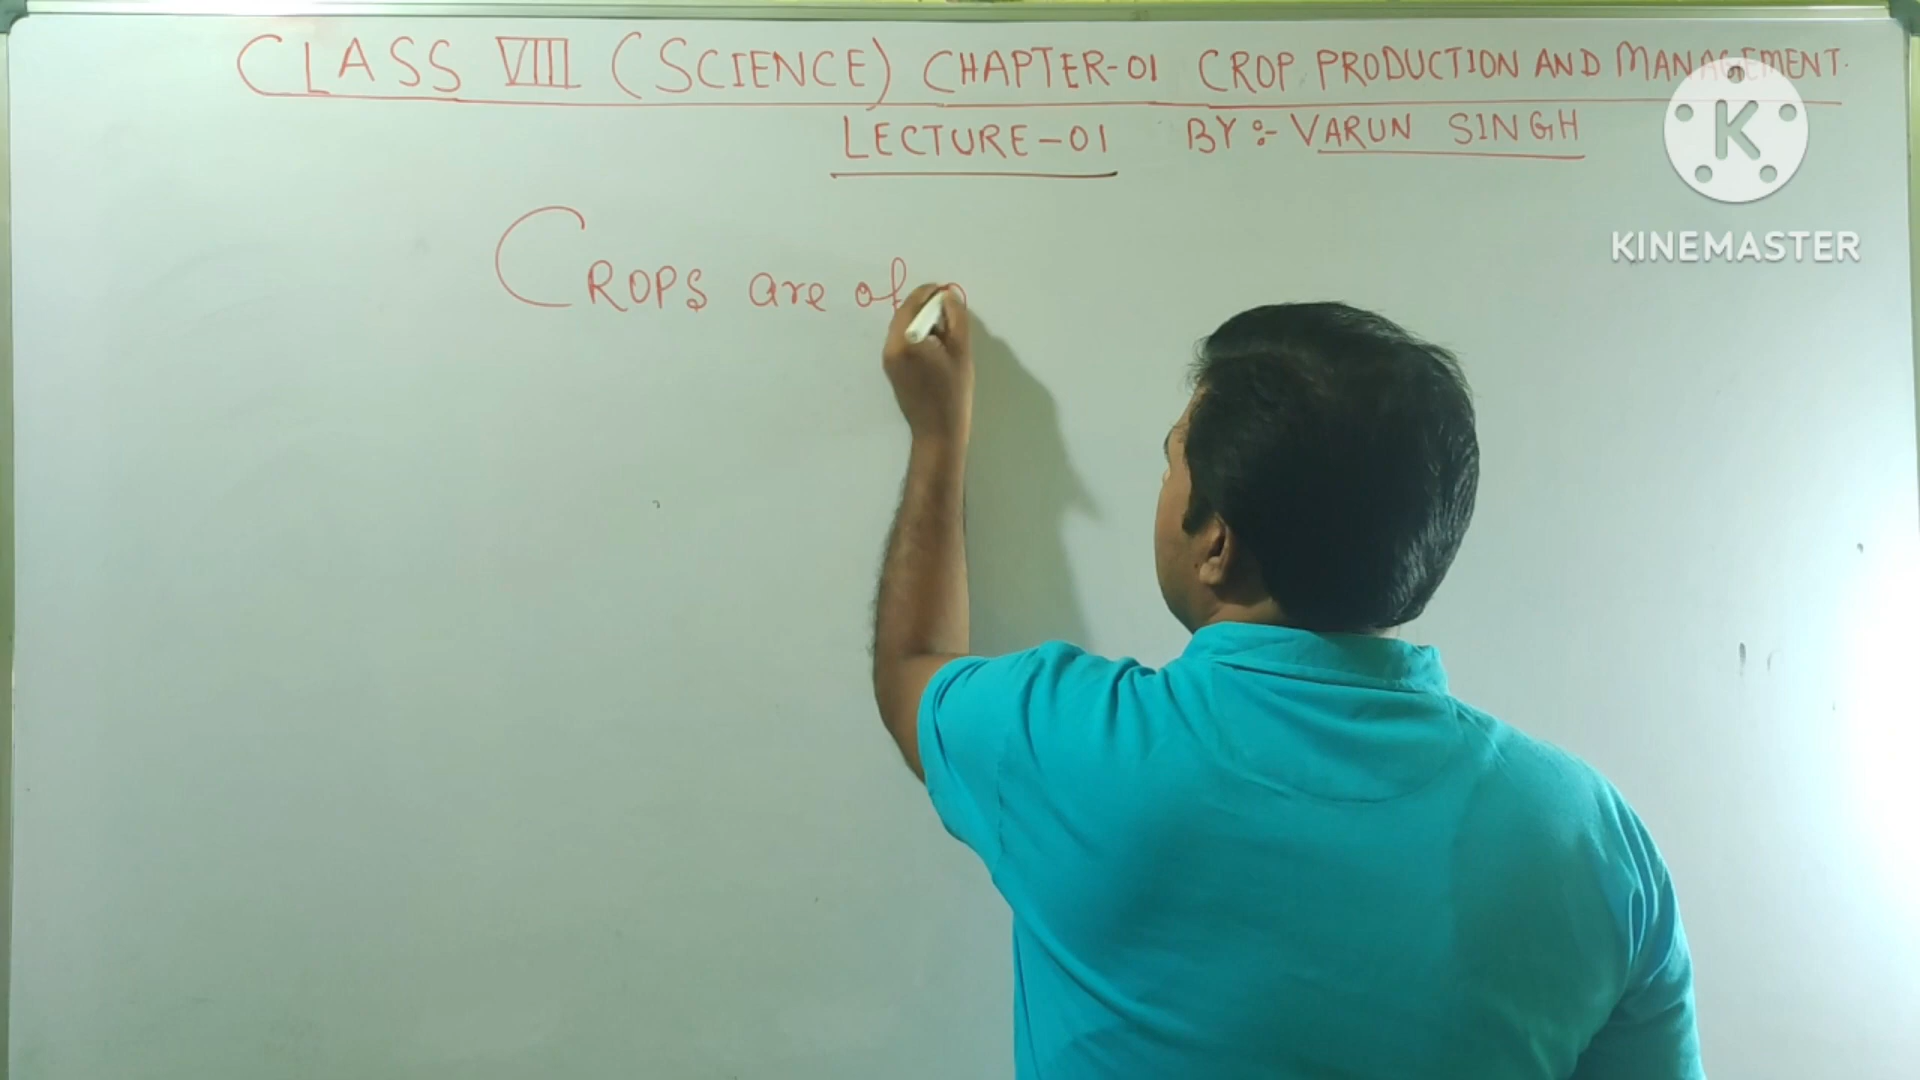 CLASS VIII (SCIENCE) CHAPTER-01 CROP PRODUCTION AND MANAGEMENT.
LECTURE-01 BY:- VARUN SINGH
K
KINEMASTER
CROPS are of